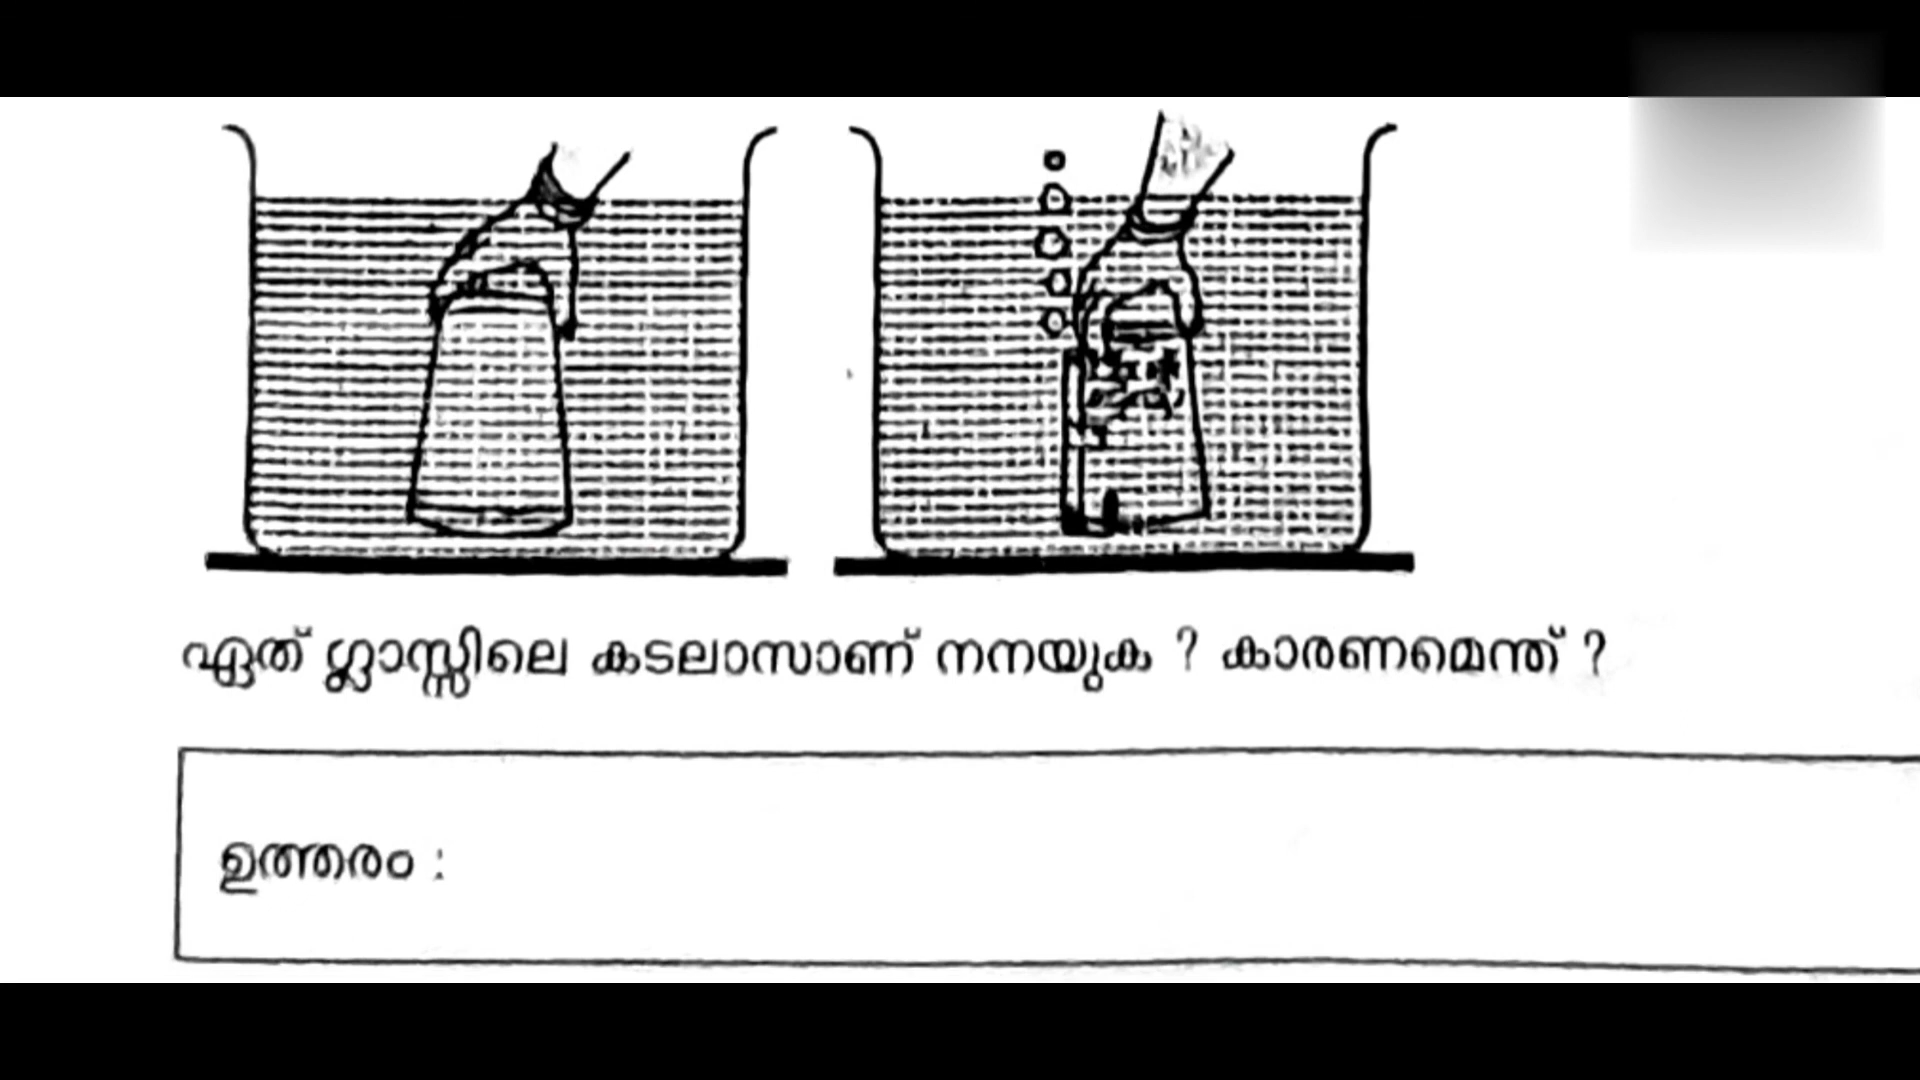 ഏത് ഗ്ലാസ്സിലെ കടലാസാണ് നനയുക ? കാരണമെന്ത് ?
ഉത്തരം :